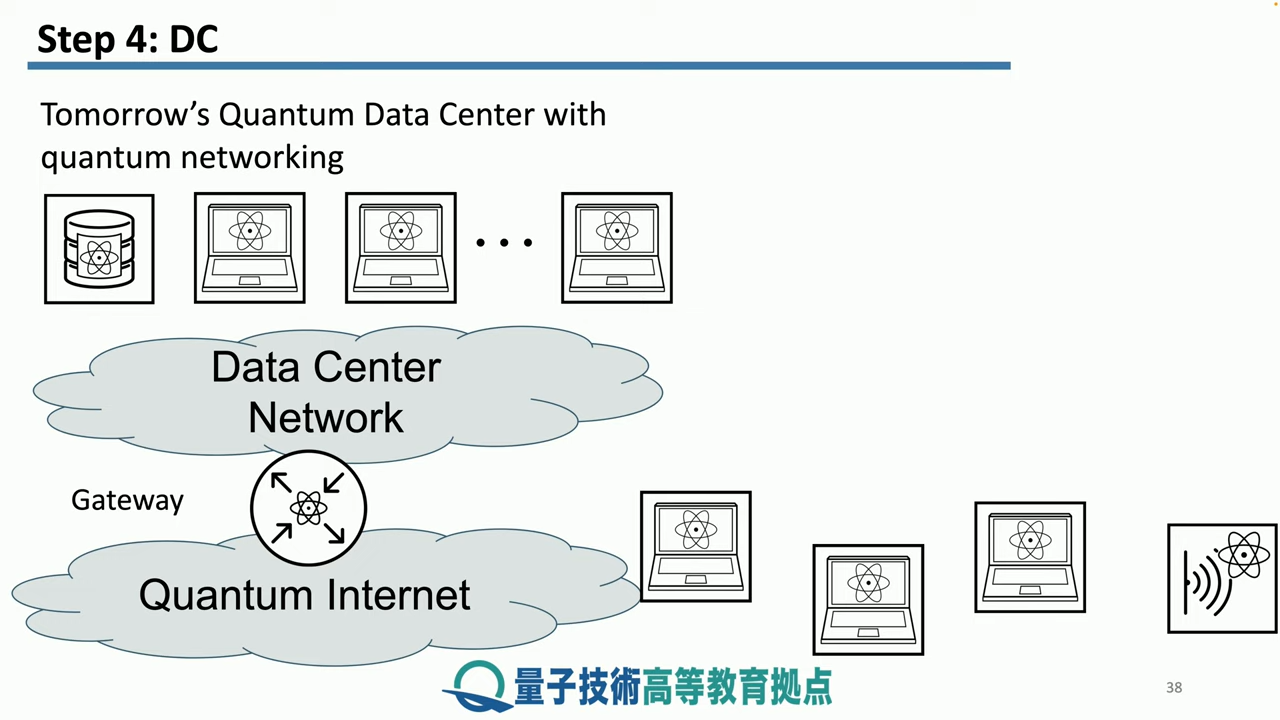 Step 4: DC
Tomorrow’s Quantum Data Center with
quantum networking
Data Center
Network
Gateway
Quantum Internet
量子技術高等教育拠点
38